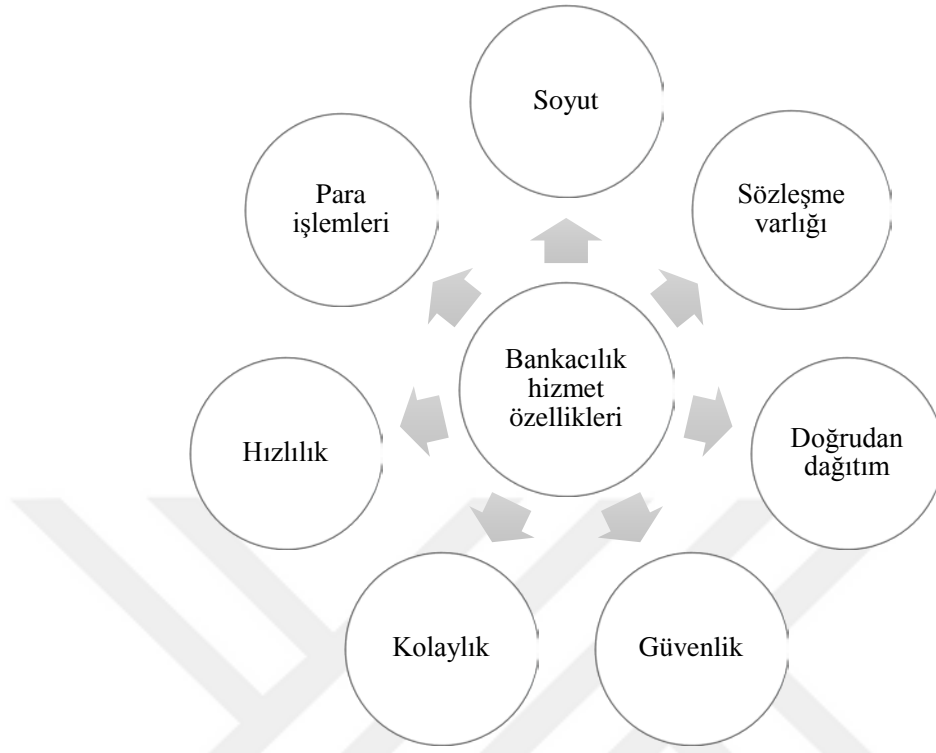 Soyut
Sözleşme
varlığı
Doğrudan
dağıtım
Güvenlik
Kolaylık
Hızlılık
Para
işlemleri
Bankacılık
hizmet
özellikleri